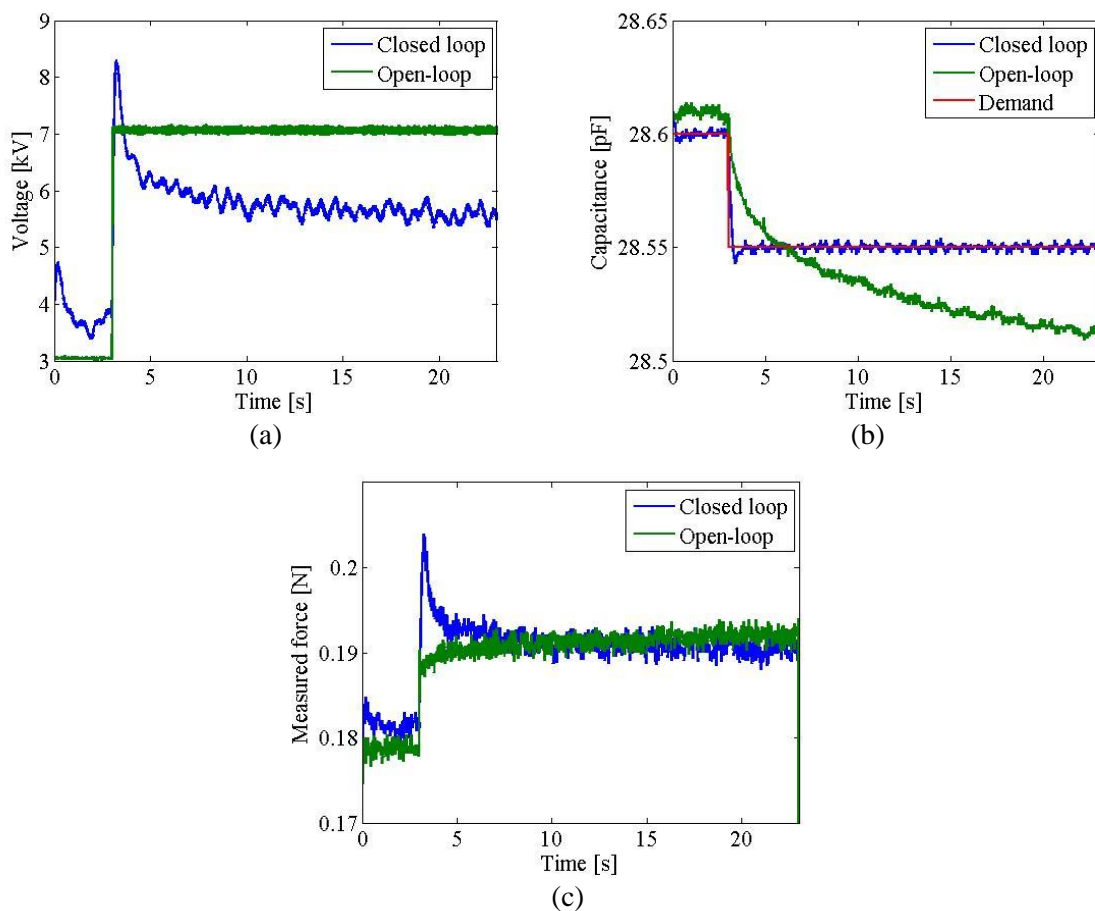 9
8
7
6
5
4
3
0
5
10
15
20
Voltage [kV]
Time [s]
Closed loop
Open-loop
(a)
28.65
28.6
28.55
28.5
0
5
10
15
20
Capacitance [pF]
Time [s]
Closed loop
Open-loop
Demand
(b)
0.2
0.19
0.18
0.17
0
5
10
15
20
Measured force [N]
Time [s]
Closed loop
Open-loop
(c)